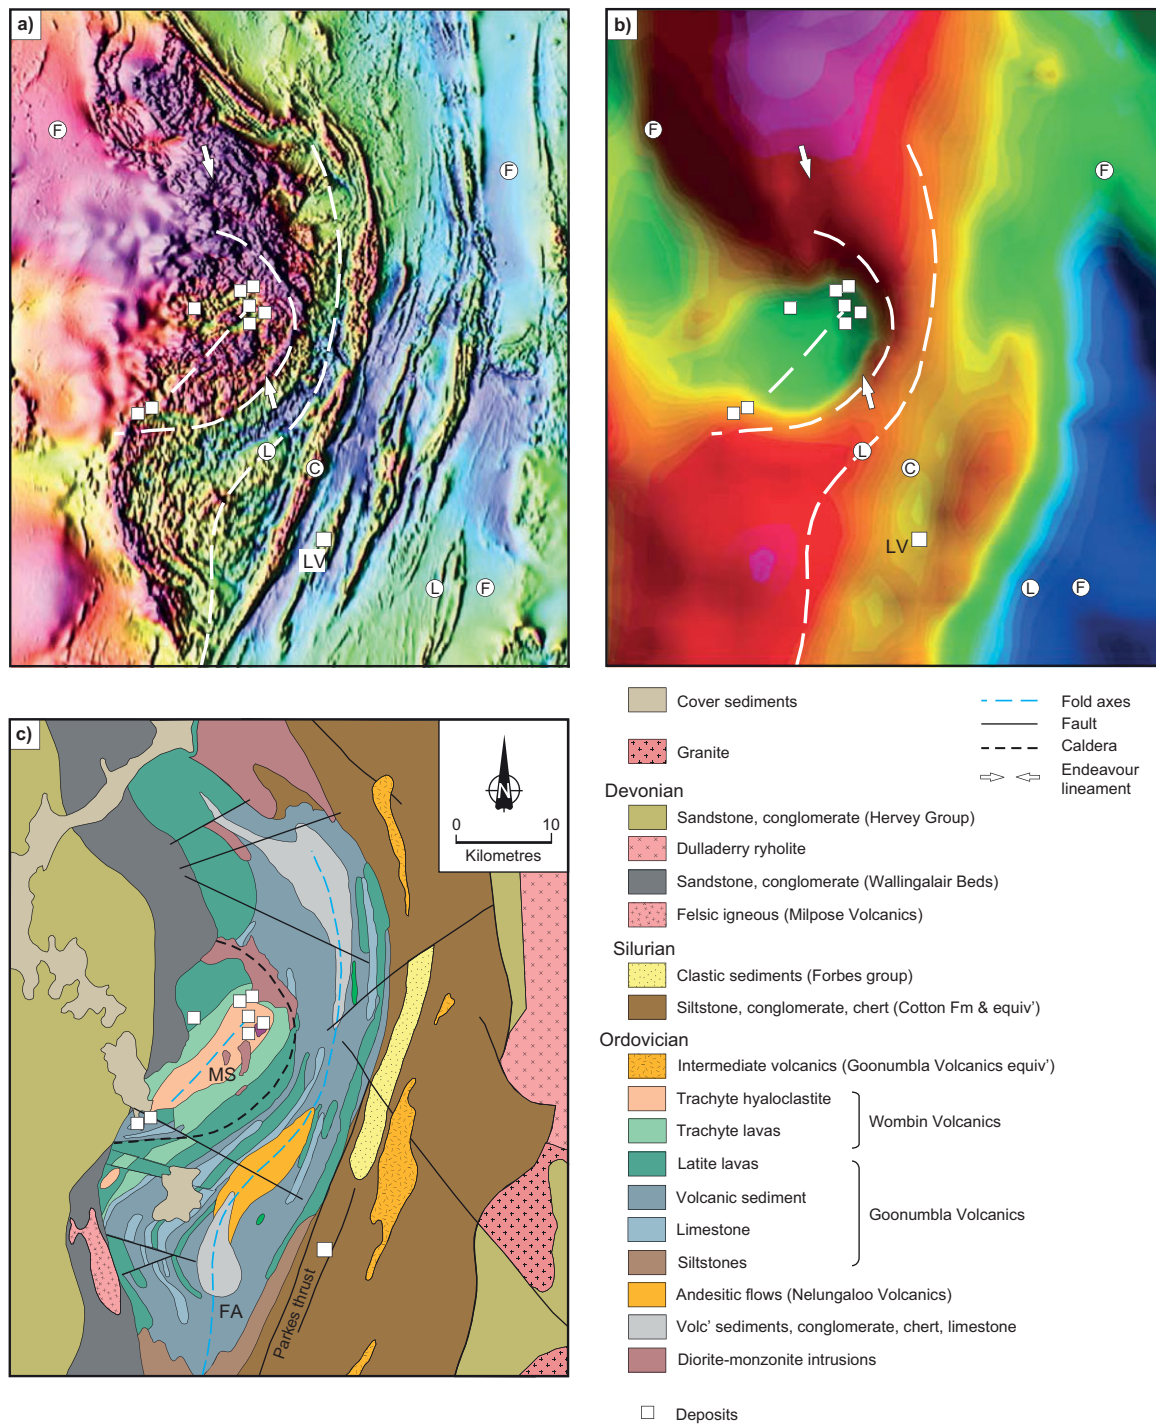 a)
F
F
L
C
LV
L
F
b)
F
F
L
C
LV
L
F
c)
N
0 10
Kilometres
MS
FA
Parkes thrust
Cover sediments
Granite
Devonian
Sandstone, conglomerate (Hervey Group)
Dulladerry ryholite
Sandstone, conglomerate (Wallingalair Beds)
Felsic igneous (Milpose Volcanics)
Silurian
Clastic sediments (Forbes group)
Siltstone, conglomerate, chert (Cotton Fm & equiv')
Ordovician
Intermediate volcanics (Goonumbla Volcanics equiv')
Trachyte hyaloclastite
Wombin Volcanics
Trachyte lavas
Latite lavas
Volcanic sediment
Goonumbla Volcanics
Limestone
Siltstones
Andesitic flows (Nelungaloo Volcanics)
Volc' sediments, conglomerate, chert, limestone
Diorite-monzonite intrusions
Deposits
Fold axes
Fault
Caldera
Endeavour
lineament